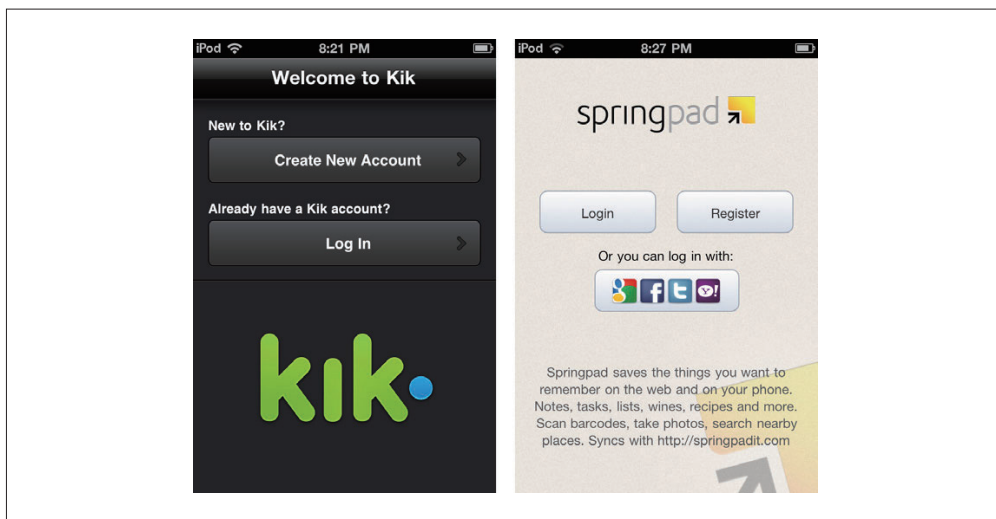 iPod 8:21 PM
Welcome to Kik
New to Kik?
Create New Account
Already have a Kik account?
Log In
kik
iPod 8:27 PM
springpad
Login Register
Or you can log in with:
g f t Y!
Springpad saves the things you want to
remember on the web and on your phone.
Notes, tasks, lists, wines, recipes and more.
Scan barcodes, take photos, search nearby
places. Syncs with http://springpadit.com